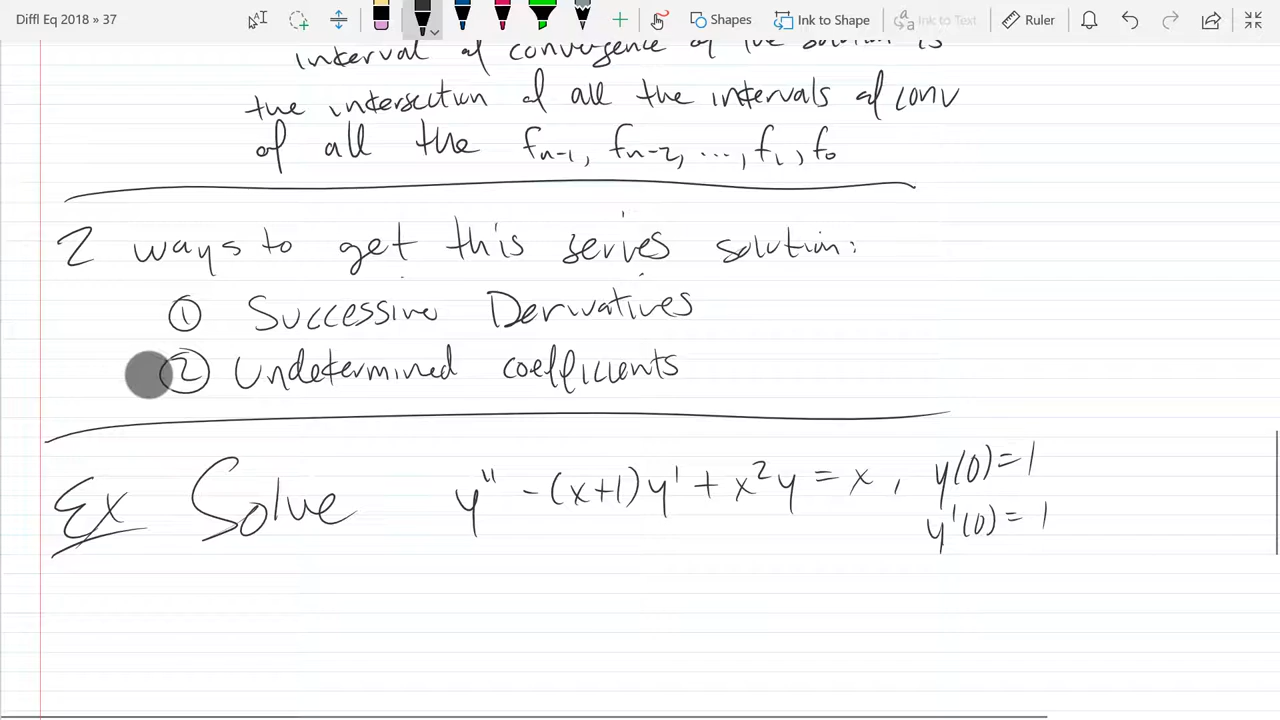 Diffl Eq 2018 » 37
Shapes
Ink to Shape
Ink to Text
Ruler
interval of convergence of the solution is
the intersection of all the intervals of conv
of all the fₙ₋₁, fₙ₋₂, ..., f₁, f₀
2 ways to get this series solution:
① Successive Derivatives
② Undetermined coefficients
Ex Solve y'' - (x+1)y' + x²y = x, y(0)=1
y'(0)=1